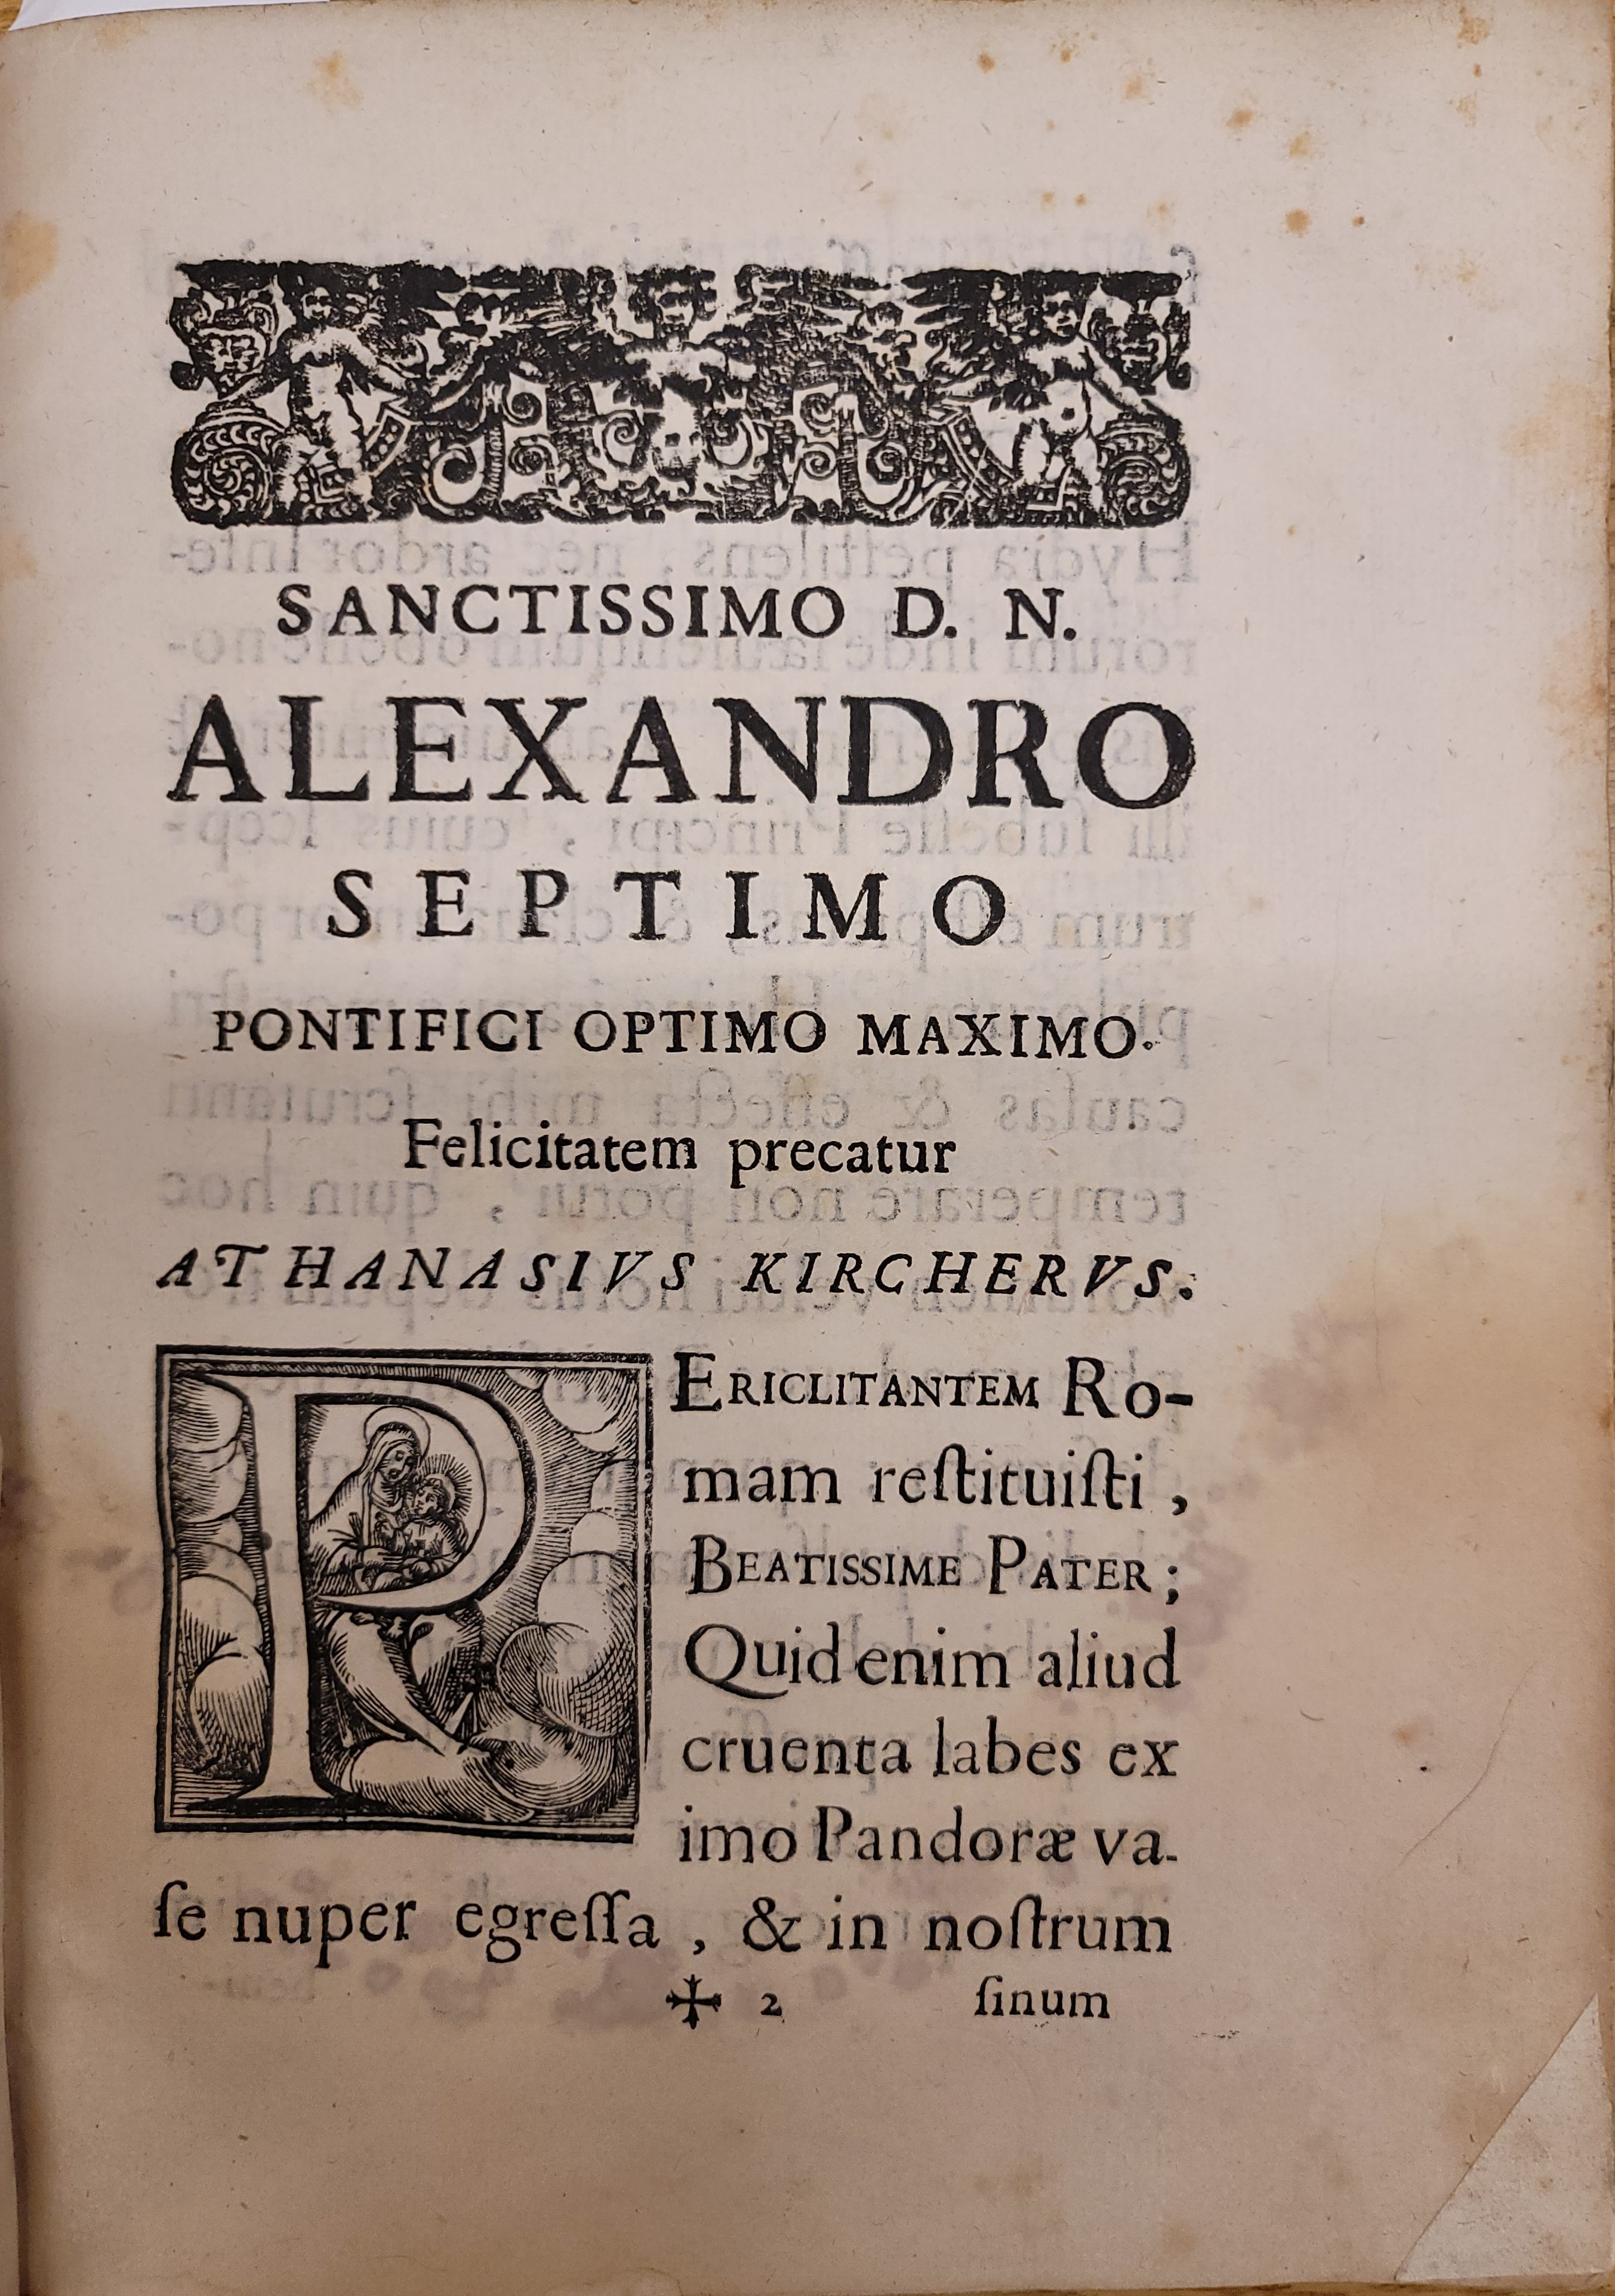 SANCTISSIMO D. N.
ALEXANDRO
SEPTIMO
PONTIFICI OPTIMO MAXIMO.
Felicitatem precatur
ATHANASIVS KIRCHERVS.
PERICLITANTEM RO-
mam reſtituiſti ,
BEATISSIME PATER ;
Quid enim aliud
cruenta labes ex
imo Pandoræ va-
ſe nuper egreſſa , & in noſtrum
✢ 2 ſinum